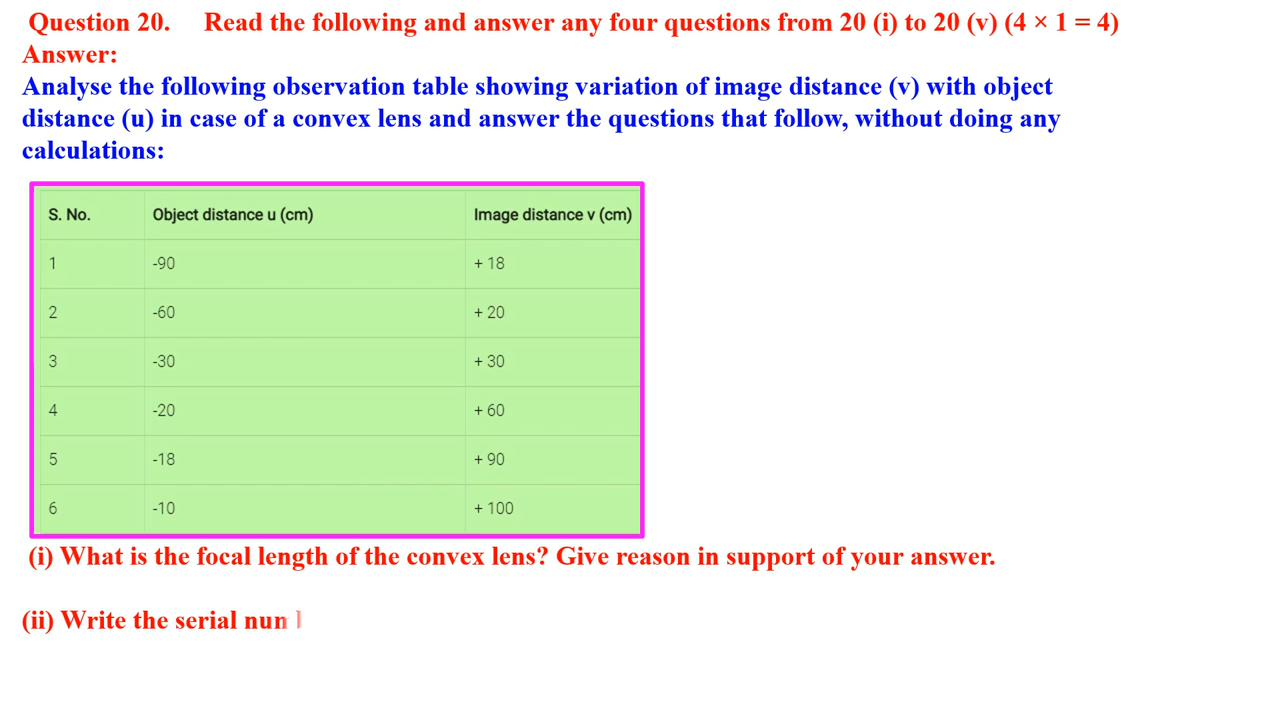 Question 20. Read the following and answer any four questions from 20 (i) to 20 (v) (4 × 1 = 4)
Answer:
Analyse the following observation table showing variation of image distance (v) with object
distance (u) in case of a convex lens and answer the questions that follow, without doing any
calculations:
S. No. Object distance u (cm) Image distance v (cm)
1 -90 + 18
2 -60 + 20
3 -30 + 30
4 -20 + 60
5 -18 + 90
6 -10 + 100
(i) What is the focal length of the convex lens? Give reason in support of your answer.
(ii) Write the serial